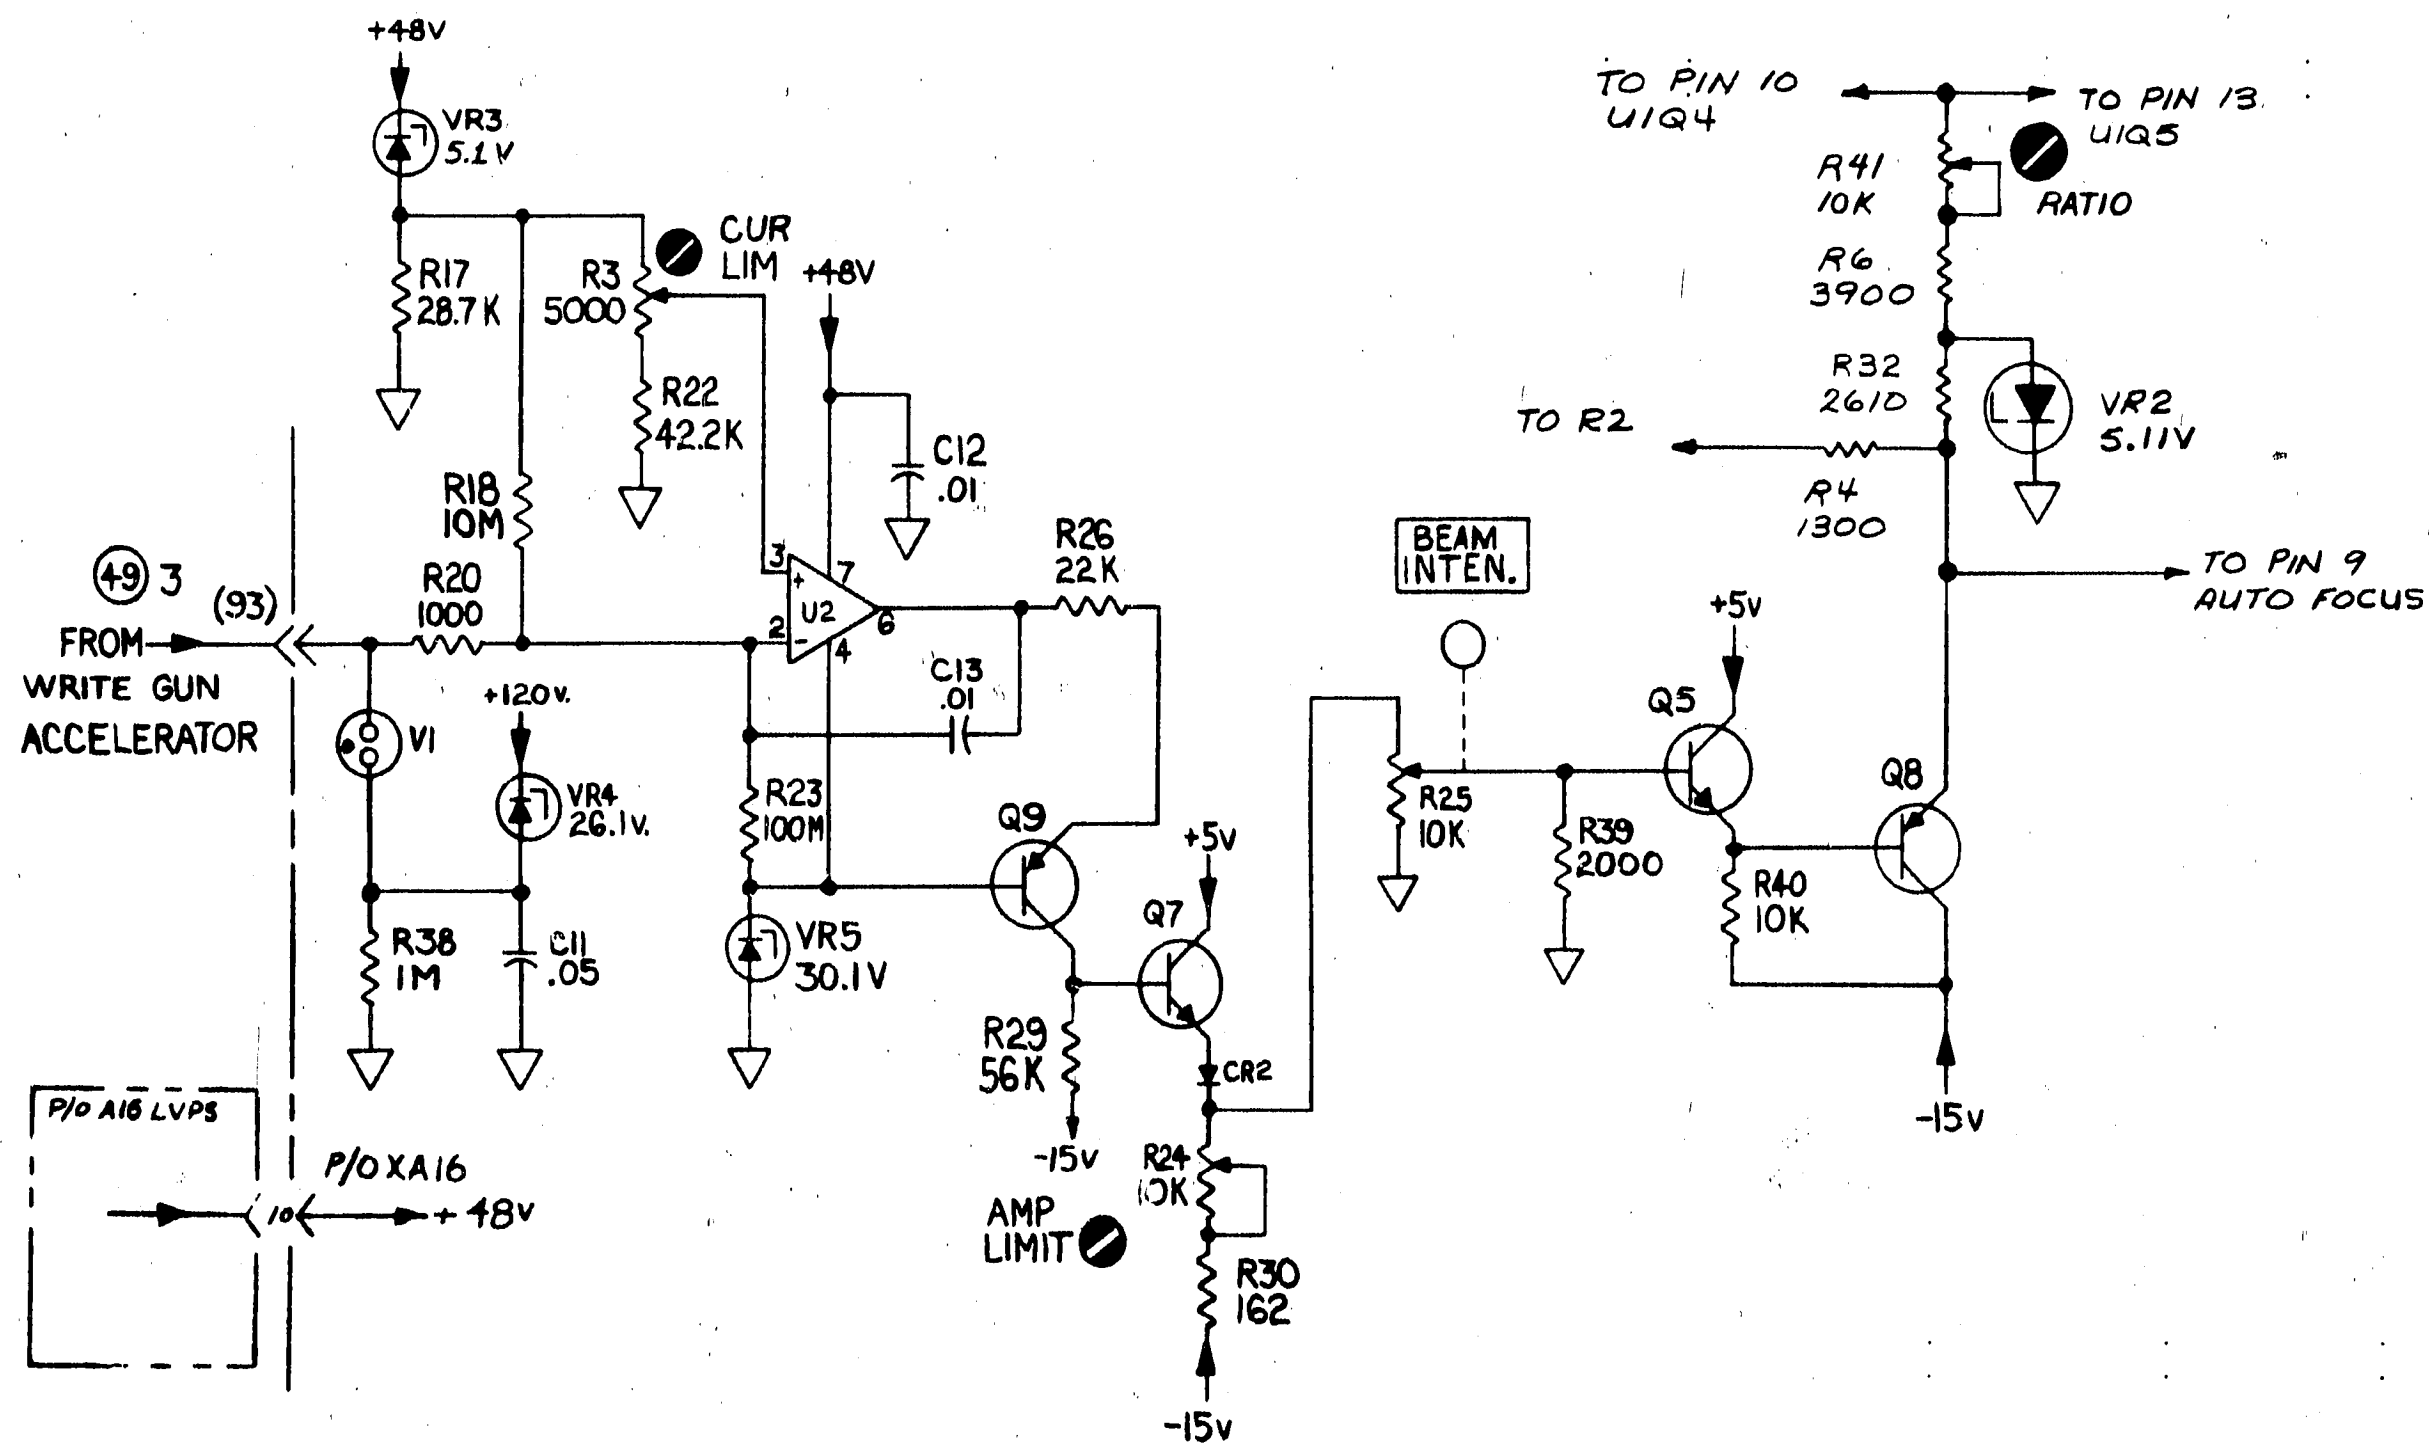 +48V
VR3
5.1V
CUR
LIM
R17
28.7K
R3
5000
+48V
R22
42.2K
C12
.01
R18
10M
49 3
(93)
R20
1000
FROM
WRITE GUN
ACCELERATOR
3
+
7
U2
2
-
4
6
R26
22K
C13
.01
+120V.
V1
VR4
26.1V.
R23
100M
Q9
R38
1M
C11
.05
VR5
30.1V
+5V
Q7
R29
56K
-15V
CR2
R24
10K
AMP
LIMIT
R30
162
-15V
P/O A16 LVPS
P/O XA16
10
+48V
BEAM
INTEN.
R25
10K
R39
2000
+5V
Q5
Q8
R40
10K
-15V
TO PIN 10
U1Q4
TO PIN 13
U1Q5
R41
10K
RATIO
R6
3900
R32
2610
VR2
5.11V
TO R2
R4
1300
TO PIN 9
AUTO FOCUS